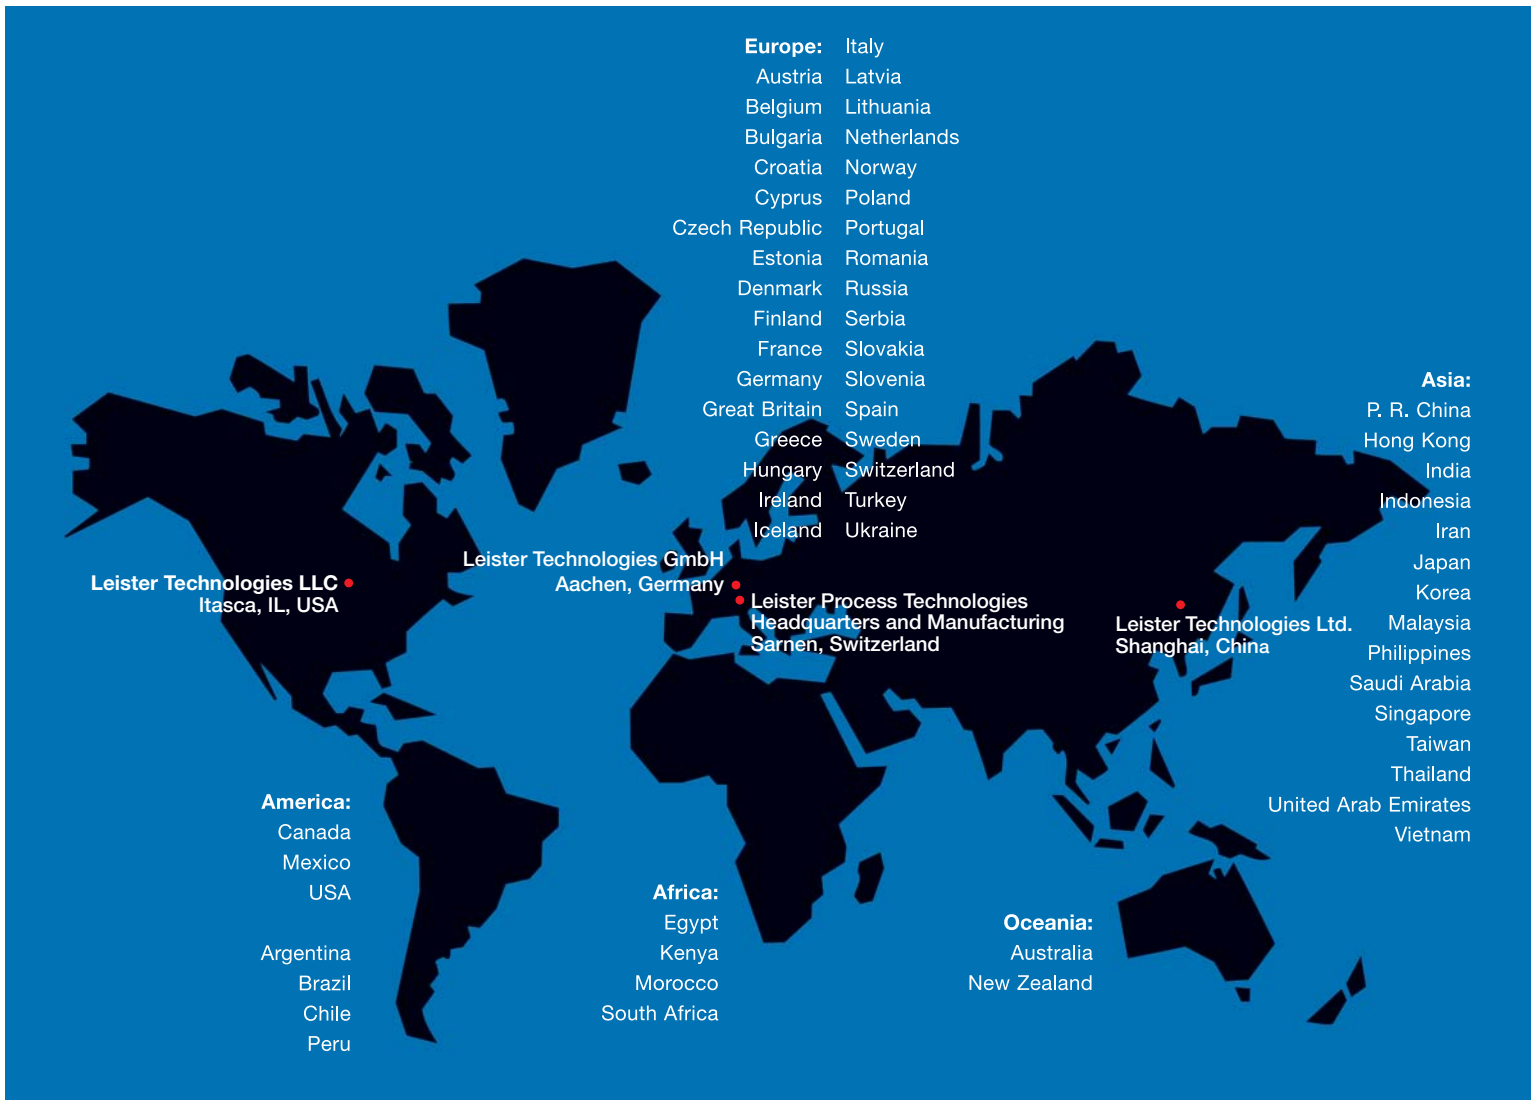 Europe:
Austria
Belgium
Bulgaria
Croatia
Cyprus
Czech Republic
Estonia
Denmark
Finland
France
Germany
Great Britain
Greece
Hungary
Ireland
Iceland
Italy
Latvia
Lithuania
Netherlands
Norway
Poland
Portugal
Romania
Russia
Serbia
Slovakia
Slovenia
Spain
Sweden
Switzerland
Turkey
Ukraine
Asia:
P. R. China
Hong Kong
India
Indonesia
Iran
Japan
Korea
Malaysia
Philippines
Saudi Arabia
Singapore
Taiwan
Thailand
United Arab Emirates
Vietnam
Leister Technologies LLC
Itasca, IL, USA
Leister Technologies GmbH
Aachen, Germany
Leister Process Technologies
Headquarters and Manufacturing
Sarnen, Switzerland
Leister Technologies Ltd.
Shanghai, China
America:
Canada
Mexico
USA
Argentina
Brazil
Chile
Peru
Africa:
Egypt
Kenya
Morocco
South Africa
Oceania:
Australia
New Zealand